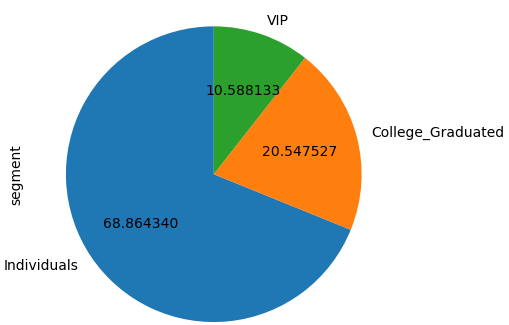 VIP
10.588133
College_Graduated
20.547527
segment
68.864340
Individuals